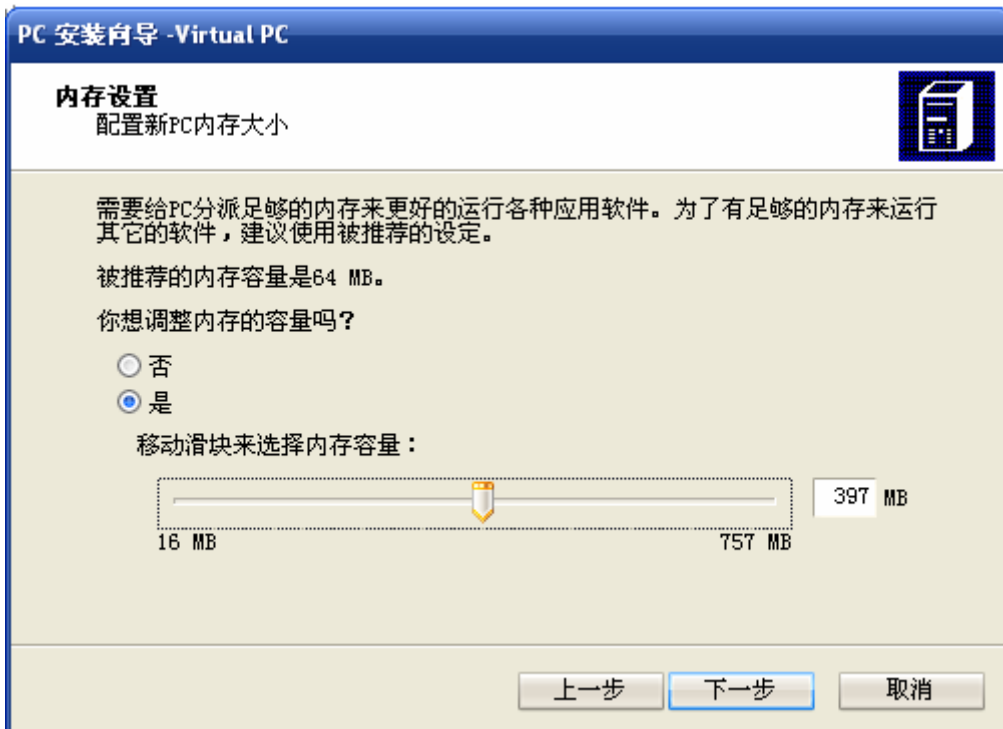 PC 安装向导 -Virtual PC
内存设置
配置新PC内存大小
需要给PC分派足够的内存来更好的运行各种应用软件。为了有足够的内存来运行
其它的软件，建议使用被推荐的设定。
被推荐的内存容量是64 MB。
你想调整内存的容量吗？
否
是
移动滑块来选择内存容量：
397 MB
16 MB 757 MB
上一步 下一步 取消